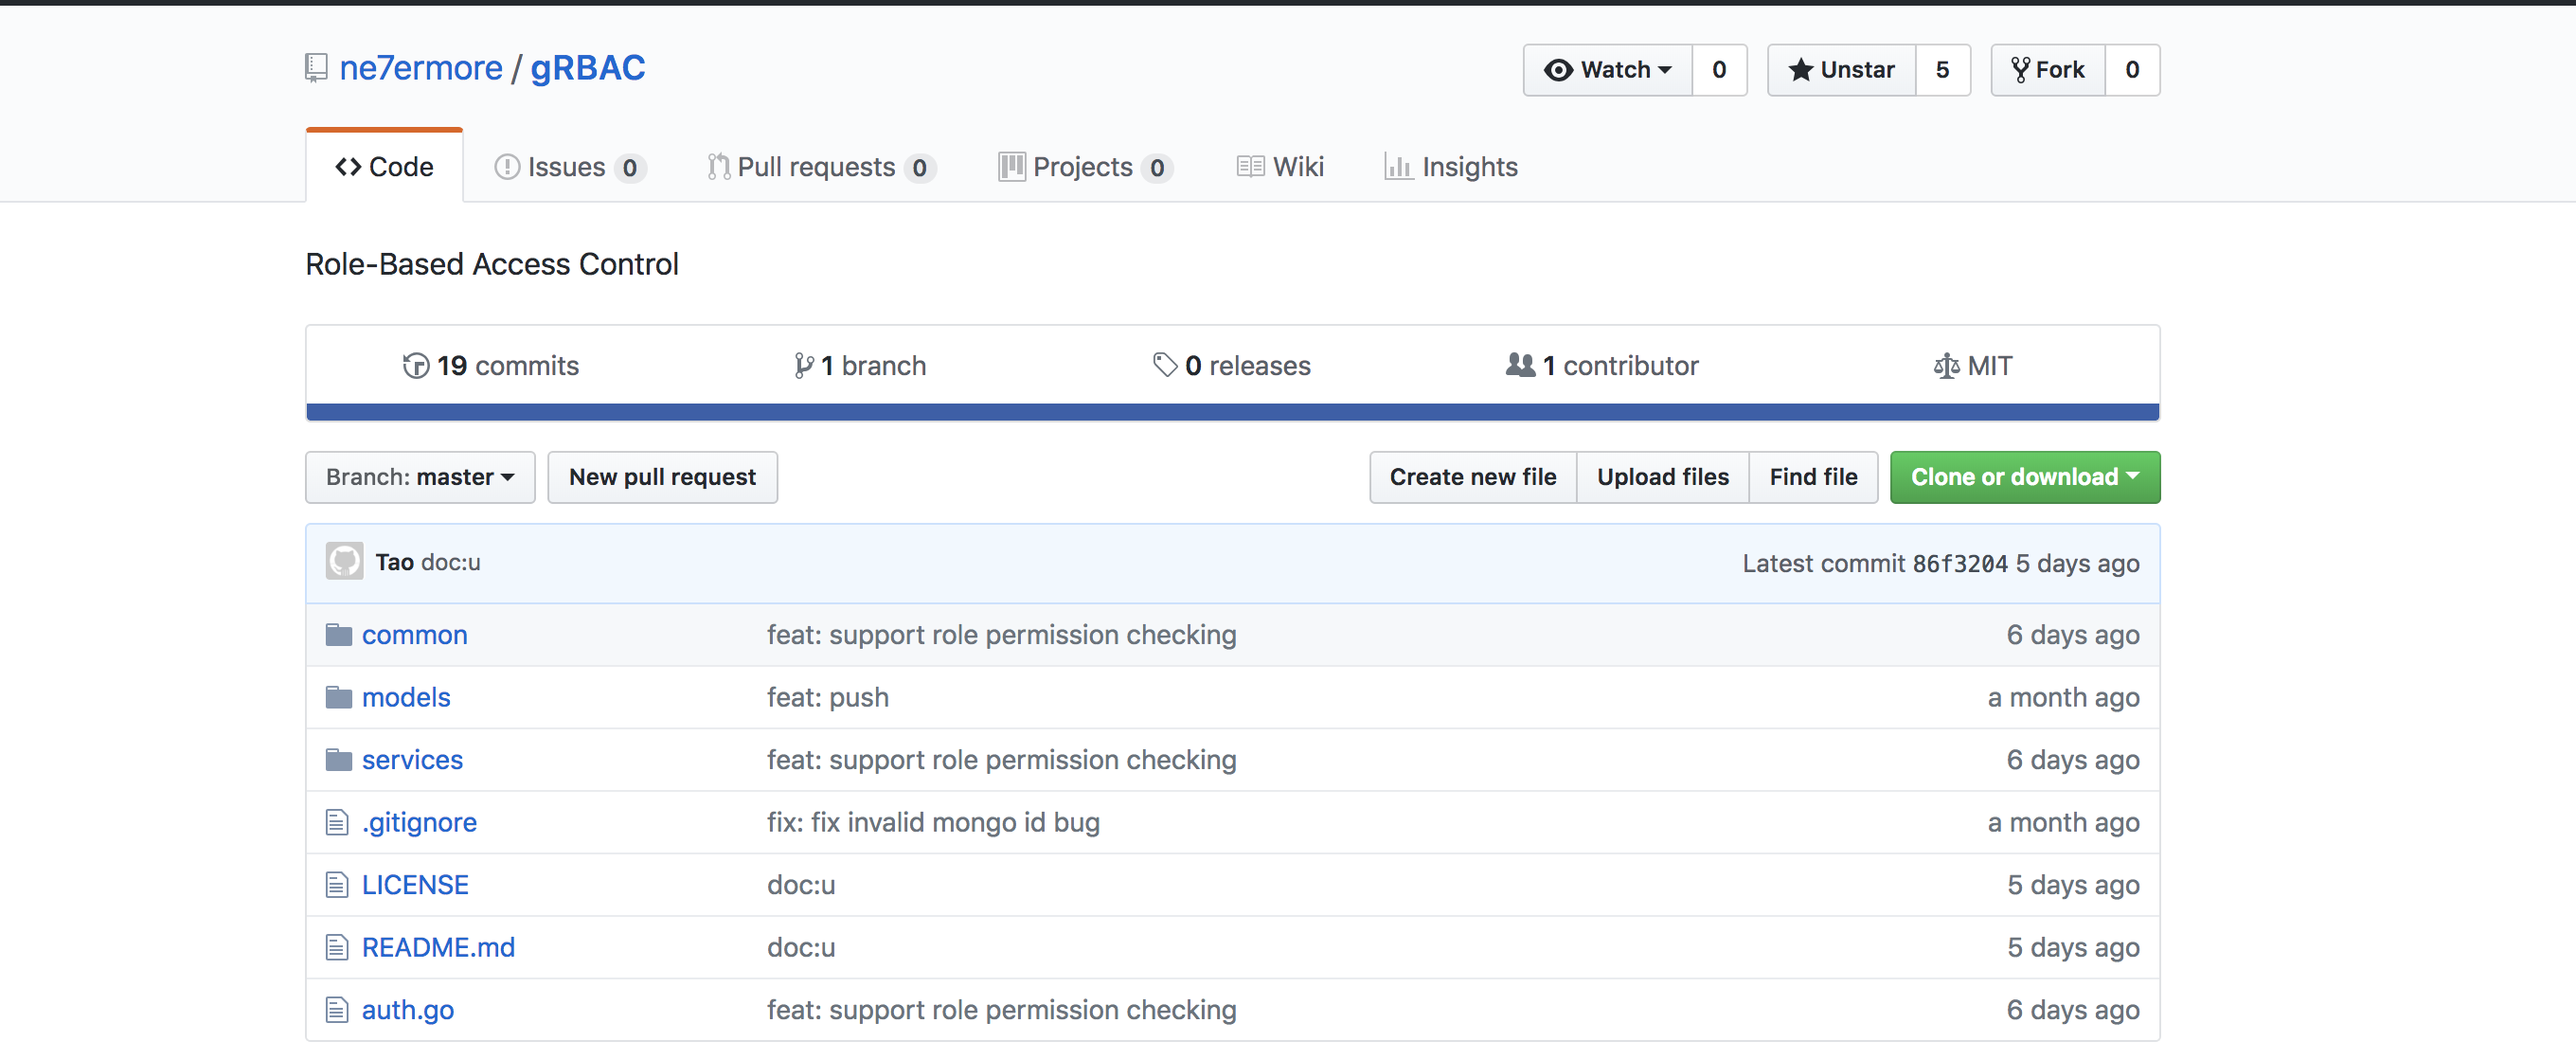 ne7ermore / gRBAC Watch 0 Unstar 5 Fork 0
Code Issues 0 Pull requests 0 Projects 0 Wiki Insights
Role-Based Access Control
19 commits 1 branch 0 releases 1 contributor MIT
Branch: master New pull request Create new file Upload files Find file Clone or download
Tao doc:u Latest commit 86f3204 5 days ago
common feat: support role permission checking 6 days ago
models feat: push a month ago
services feat: support role permission checking 6 days ago
.gitignore fix: fix invalid mongo id bug a month ago
LICENSE doc:u 5 days ago
README.md doc:u 5 days ago
auth.go feat: support role permission checking 6 days ago